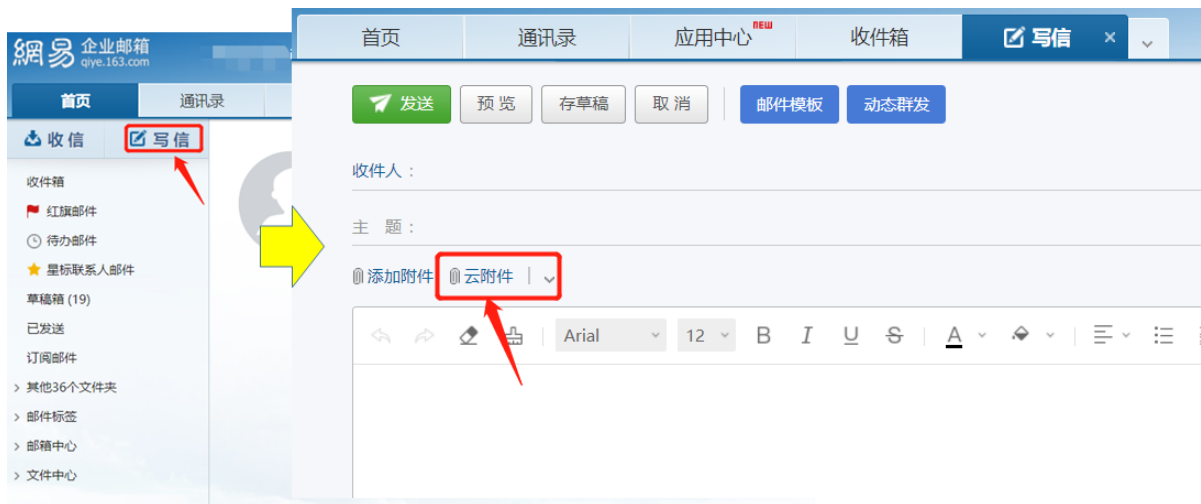 網易 企业邮箱
qiye.163.com
首页 通讯录
收信 写信
收件箱
红旗邮件
待办邮件
星标联系人邮件
草稿箱 (19)
已发送
订阅邮件
其他36个文件夹
邮件标签
邮箱中心
文件中心
首页 通讯录 应用中心 NEW 收件箱 写信 ×
发送 预 览 存草稿 取 消 邮件模板 动态群发
收件人：
主 题：
添加附件 云附件
Arial 12 B I U S A